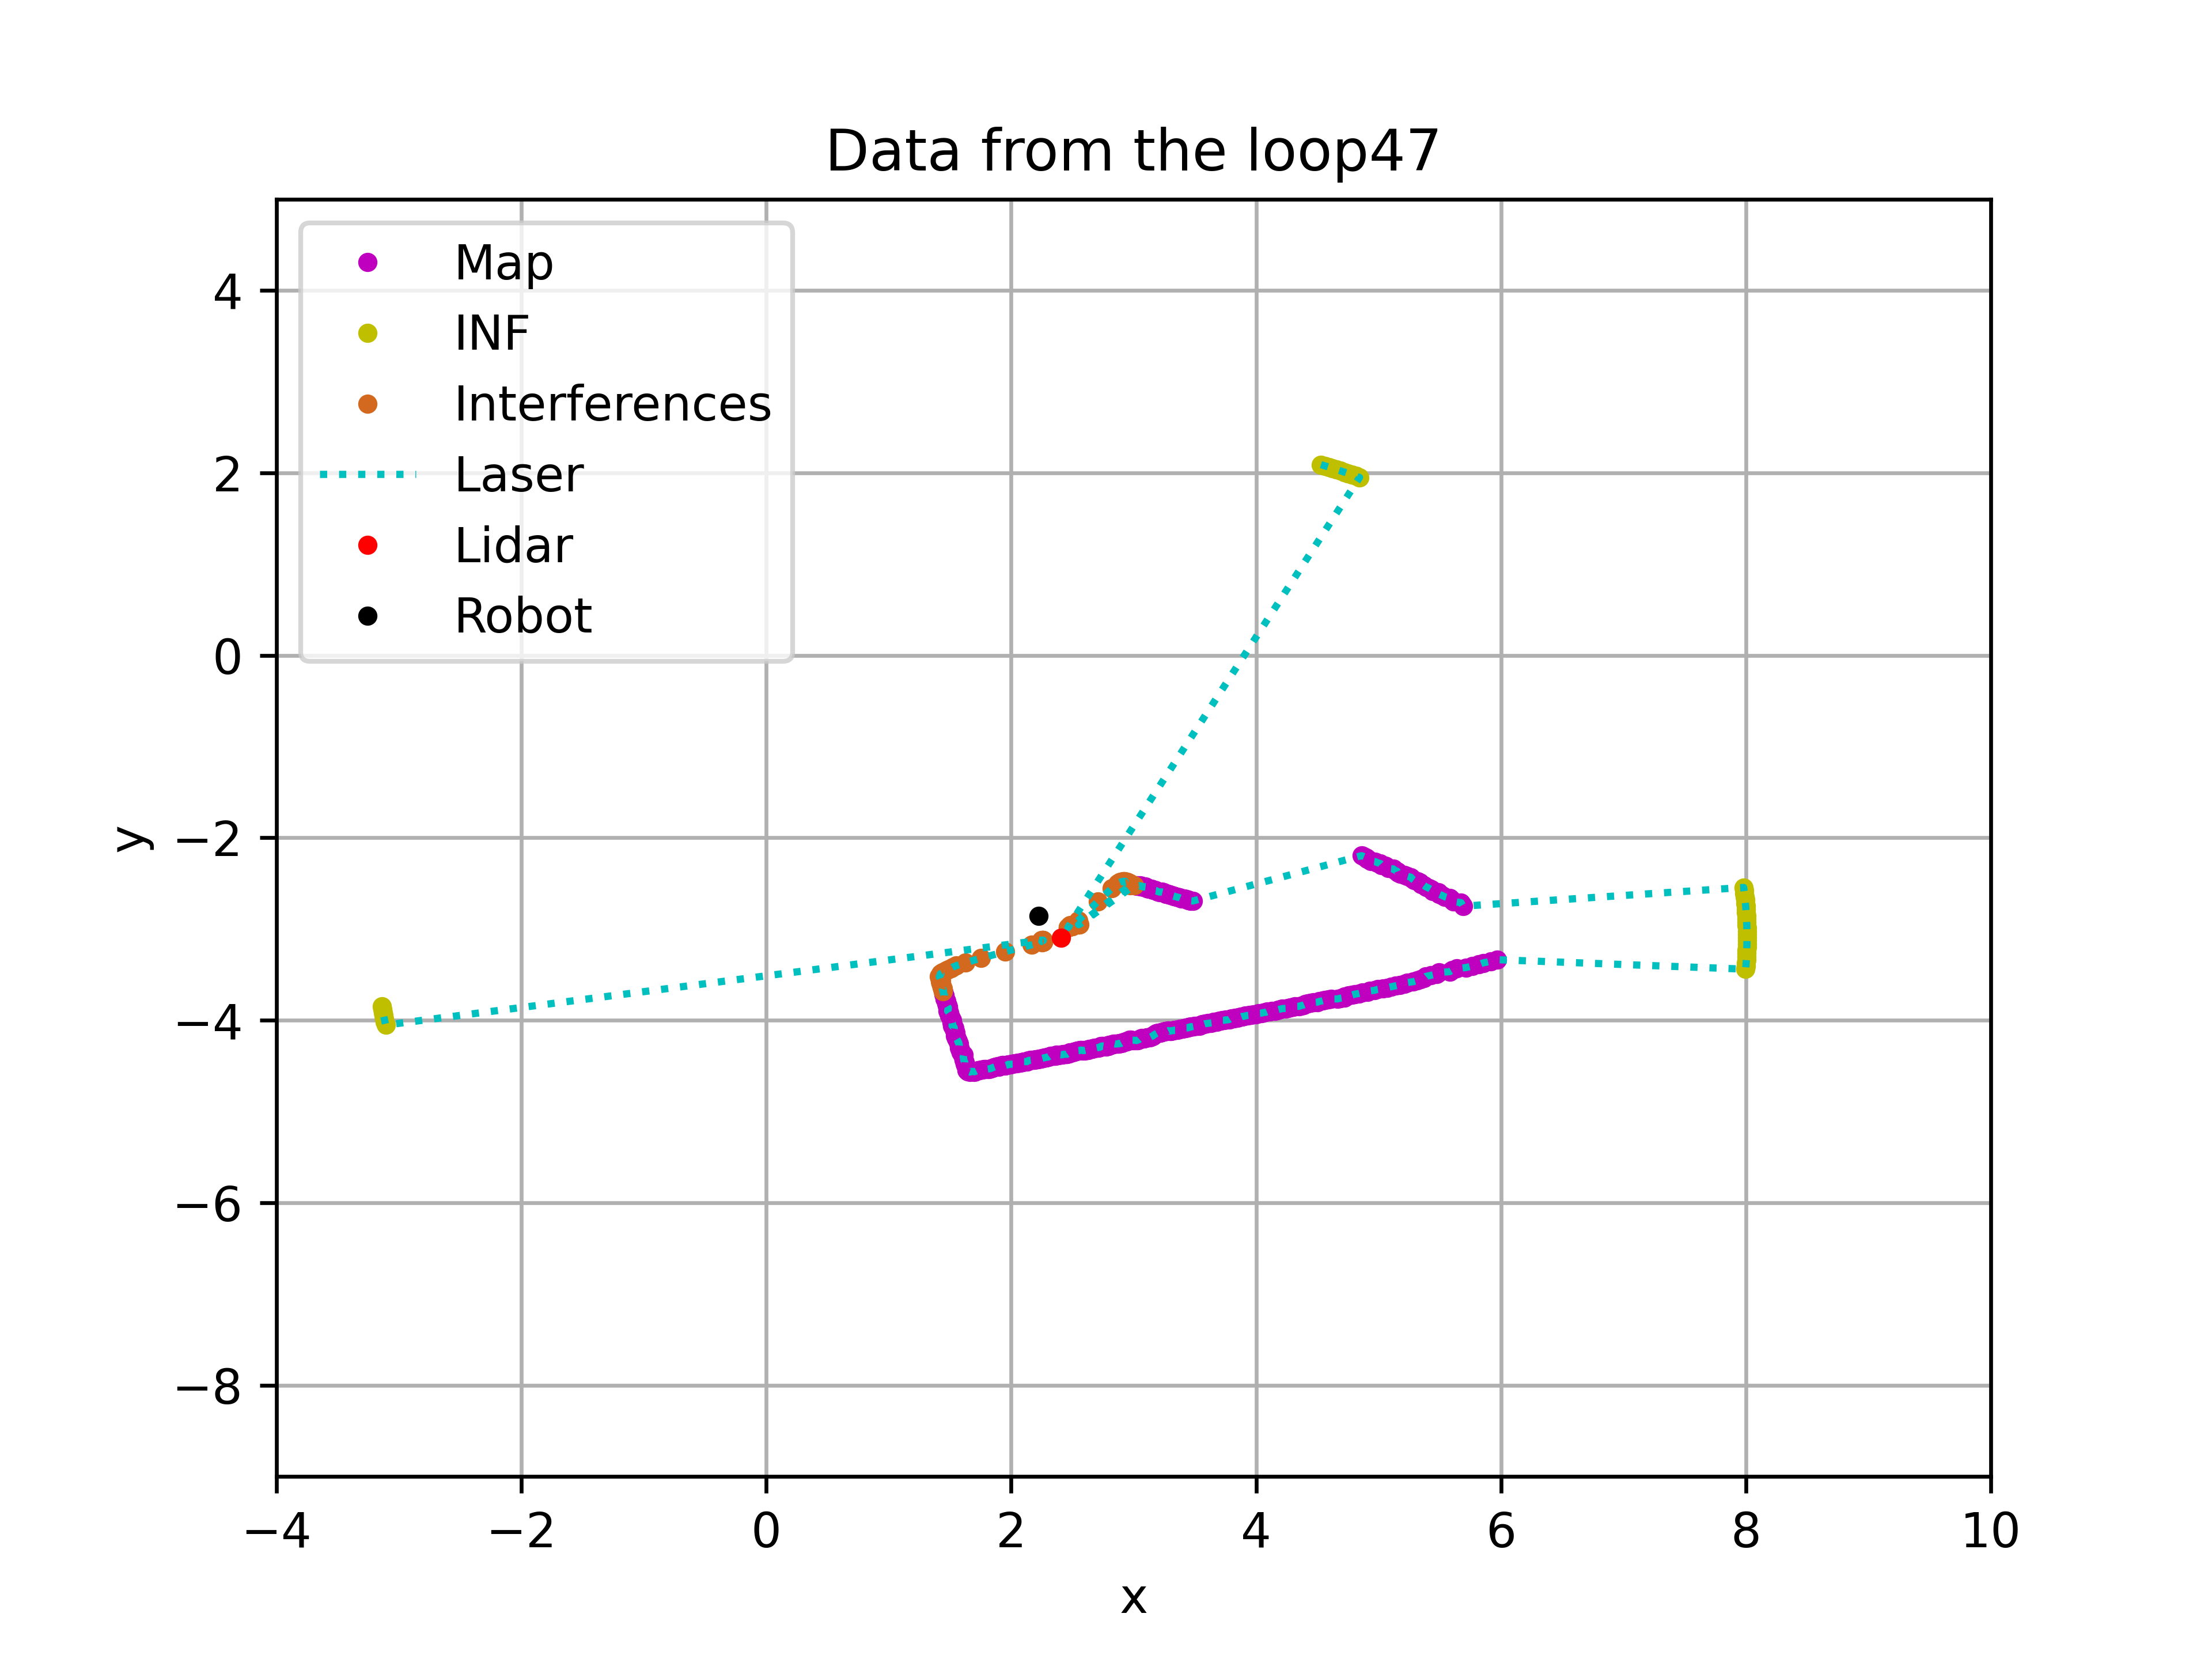 Data from the loop47
Map
INF
Interferences
Laser
Lidar
Robot
4
2
0
−2
−4
−6
−8
y
−4 −2 0 2 4 6 8 10
x